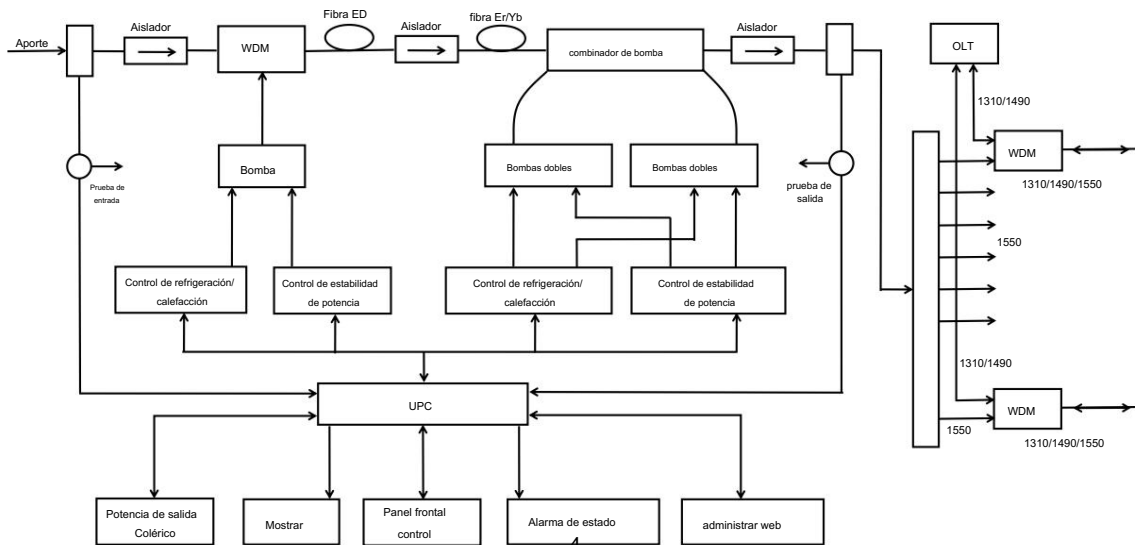 Aporte
Aislador
WDM
Fibra ED
Aislador
fibra Er/Yb
combinador de bomba
Aislador
OLT
1310/1490
WDM
1310/1490/1550
Prueba de
entrada
Bomba
Bombas dobles
Bombas dobles
prueba de
salida
1550
Control de refrigeración/
calefacción
Control de estabilidad
de potencia
Control de refrigeración/
calefacción
Control de estabilidad
de potencia
1310/1490
WDM
1550
1310/1490/1550
UPC
Potencia de salida
Colérico
Mostrar
Panel frontal
control
Alarma de estado
administrar web